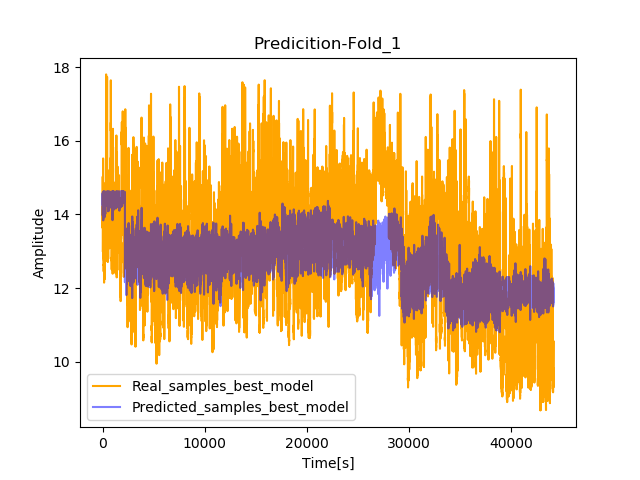 Predicition-Fold_1
18
16
14
12
10
Amplitude
Real_samples_best_model
Predicted_samples_best_model
0 10000 20000 30000 40000
Time[s]